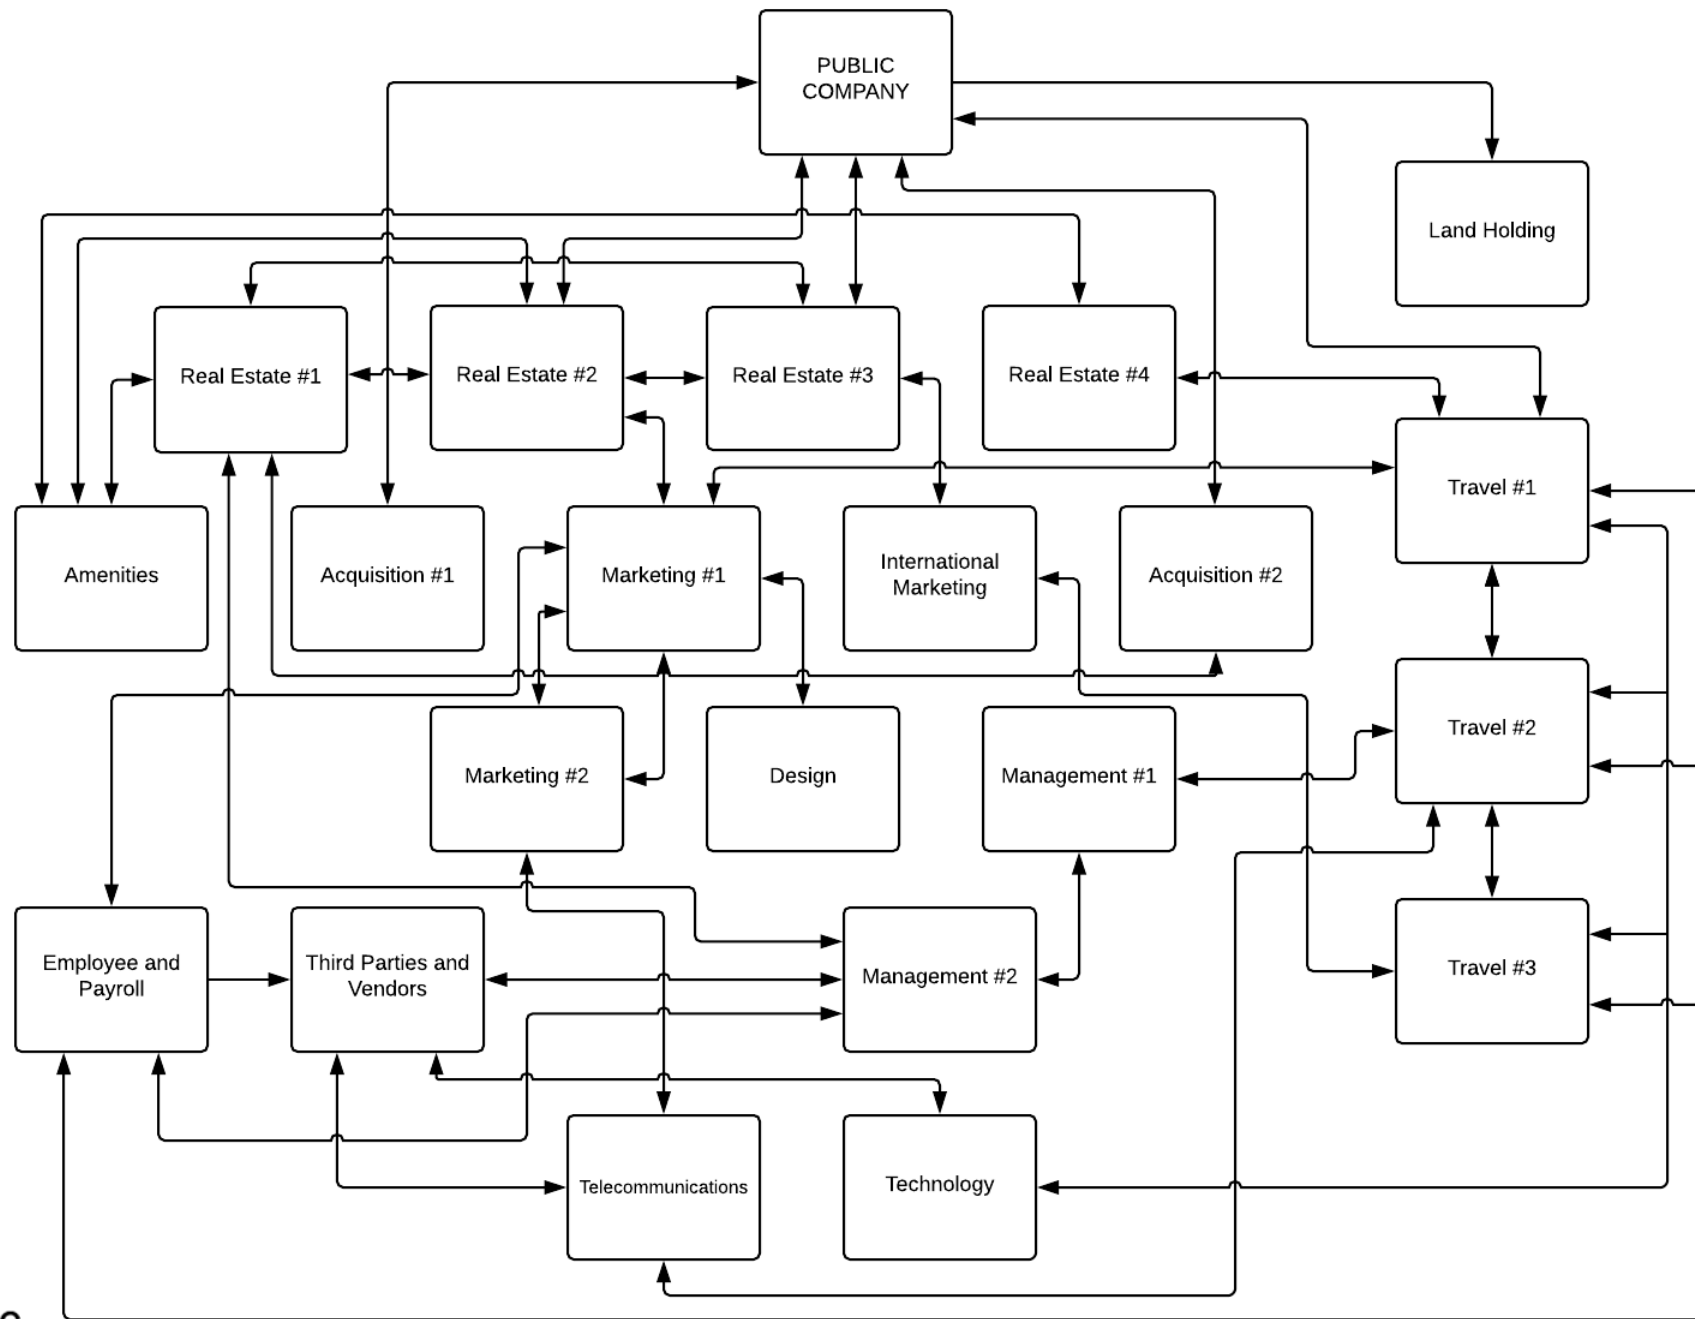 PUBLIC
COMPANY
Land Holding
Real Estate #1
Real Estate #2
Real Estate #3
Real Estate #4
Travel #1
Amenities
Acquisition #1
Marketing #1
International
Marketing
Acquisition #2
Travel #2
Marketing #2
Design
Management #1
Employee and
Payroll
Third Parties and
Vendors
Management #2
Travel #3
Telecommunications
Technology